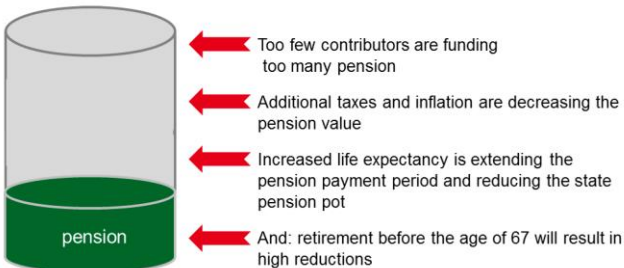 Too few contributors are funding
too many pension
Additional taxes and inflation are decreasing the
pension value
Increased life expectancy is extending the
pension payment period and reducing the state
pension pot
pension
And: retirement before the age of 67 will result in
high reductions